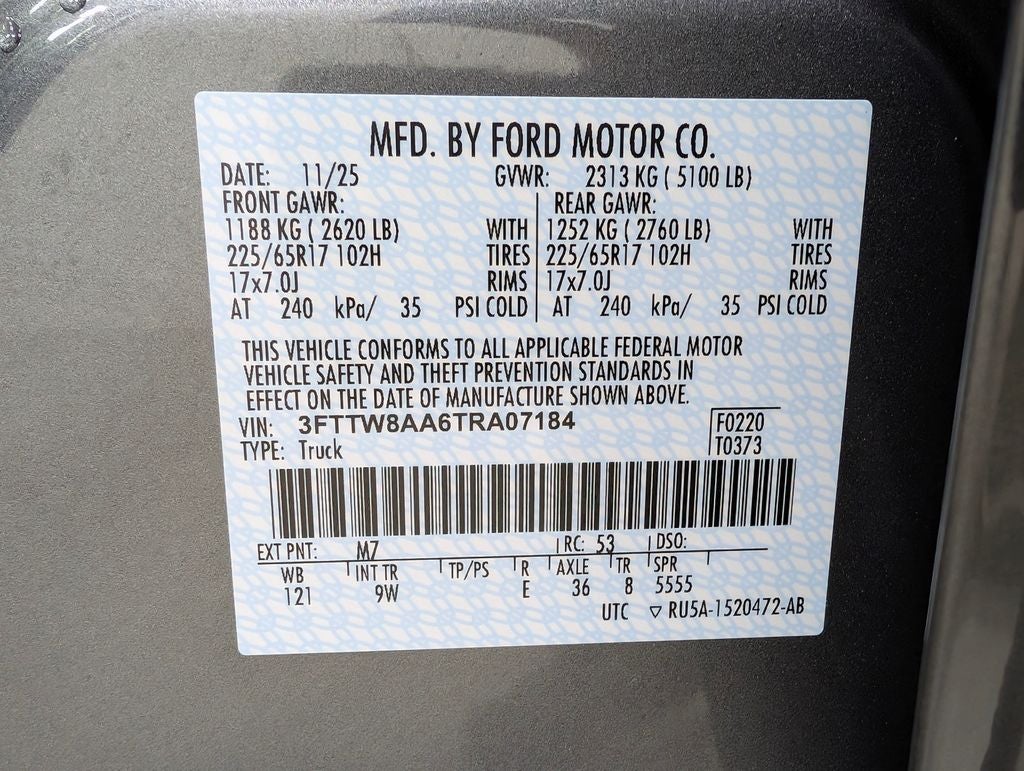 MFD. BY FORD MOTOR CO.
DATE: 11/25 GVWR: 2313 KG ( 5100 LB)
FRONT GAWR: REAR GAWR:
1188 KG ( 2620 LB) WITH 1252 KG ( 2760 LB) WITH
225/65R17 102H TIRES 225/65R17 102H TIRES
17x7.0J RIMS 17x7.0J RIMS
AT 240 kPa/ 35 PSI COLD AT 240 kPa/ 35 PSI COLD
THIS VEHICLE CONFORMS TO ALL APPLICABLE FEDERAL MOTOR
VEHICLE SAFETY AND THEFT PREVENTION STANDARDS IN
EFFECT ON THE DATE OF MANUFACTURE SHOWN ABOVE.
VIN: 3FTTW8AA6TRA07184 F0220
TYPE: Truck T0373
EXT PNT: M7 RC: 53 DSO:
WB INT TR TP/PS R AXLE TR SPR
121 9W E 36 8 5555
UTC ▽ RU5A-1520472-AB